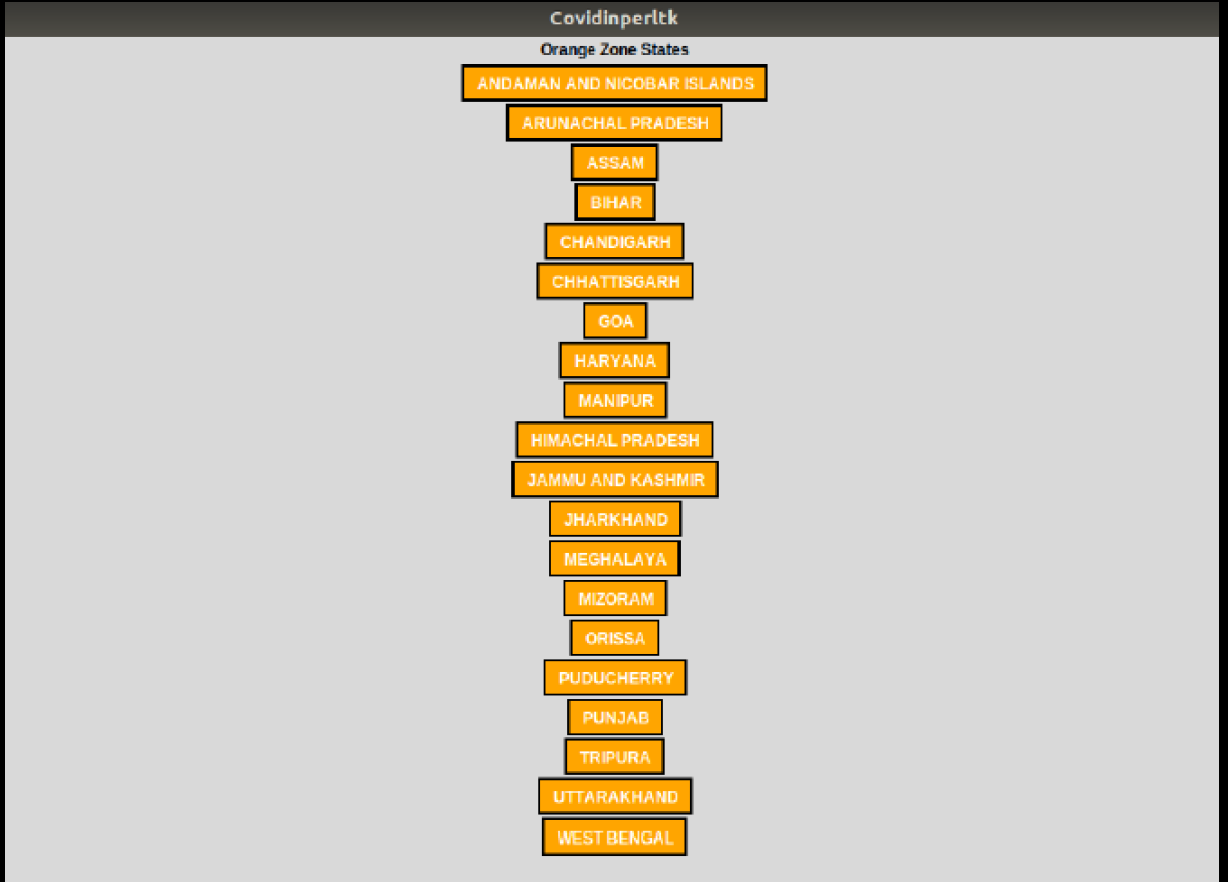 Covidinperltk
Orange Zone States
ANDAMAN AND NICOBAR ISLANDS
ARUNACHAL PRADESH
ASSAM
BIHAR
CHANDIGARH
CHHATTISGARH
GOA
HARYANA
MANIPUR
HIMACHAL PRADESH
JAMMU AND KASHMIR
JHARKHAND
MEGHALAYA
MIZORAM
ORISSA
PUDUCHERRY
PUNJAB
TRIPURA
UTTARAKHAND
WEST BENGAL